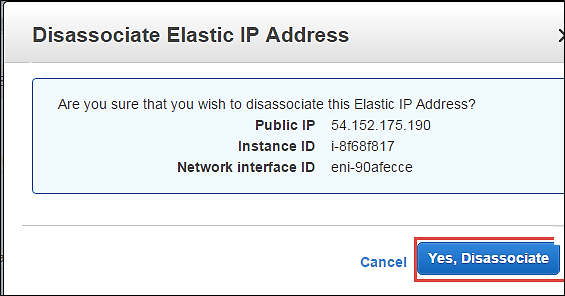 Disassociate Elastic IP Address
Are you sure that you wish to disassociate this Elastic IP Address?
Public IP 54.152.175.190
Instance ID i-8f68f817
Network interface ID eni-90afecce
Cancel Yes, Disassociate